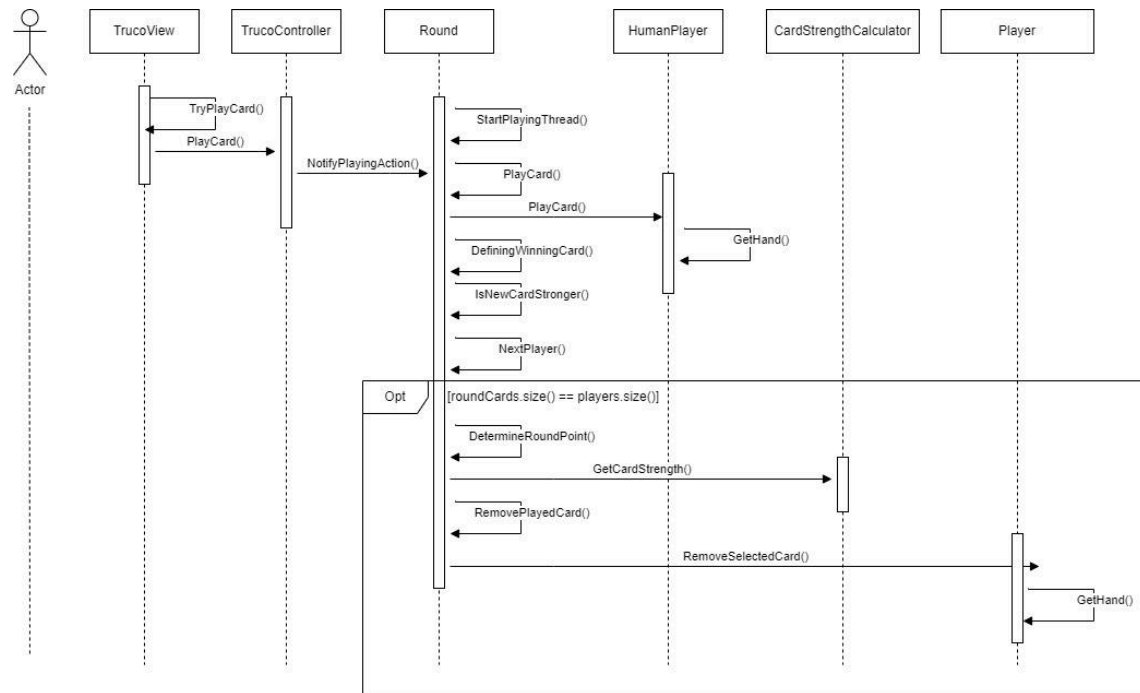 TrucoView
TrucoController
Round
HumanPlayer
CardStrengthCalculator
Player
Actor
TryPlayCard()
StartPlayingThread()
PlayCard()
NotifyPlayingAction()
PlayCard()
PlayCard()
GetHand()
DefiningWinningCard()
IsNewCardStronger()
NextPlayer()
Opt
[roundCards.size() == players.size()]
DetermineRoundPoint()
GetCardStrength()
RemovePlayedCard()
RemoveSelectedCard()
GetHand()